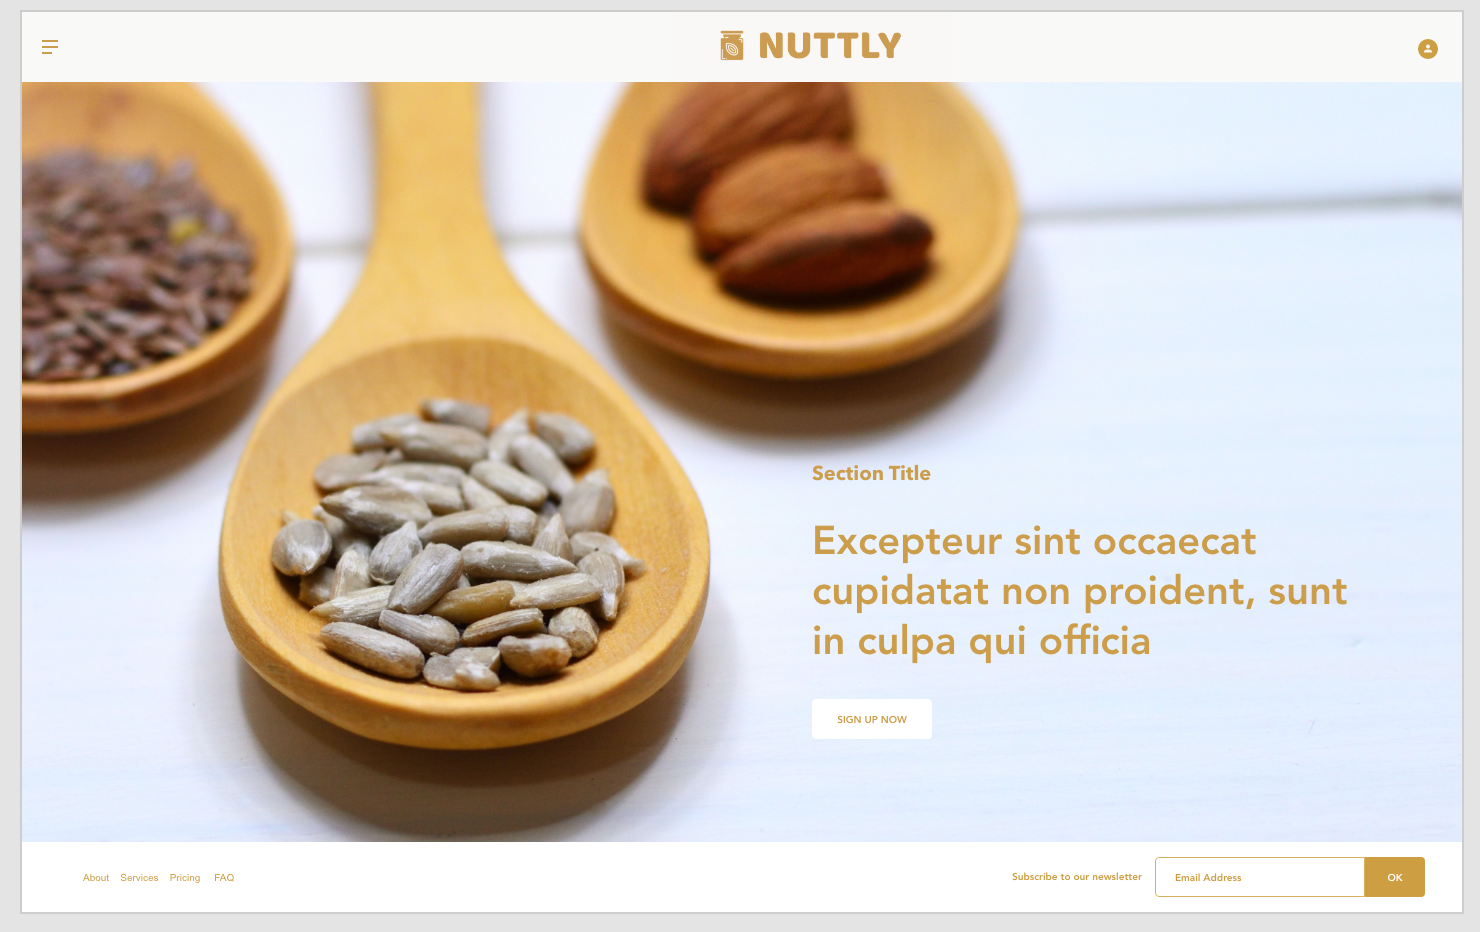 NUTTLY
Section Title
Excepteur sint occaecat
cupidatat non proident, sunt
in culpa qui officia
SIGN UP NOW
About Services Pricing FAQ
Subscribe to our newsletter Email Address OK